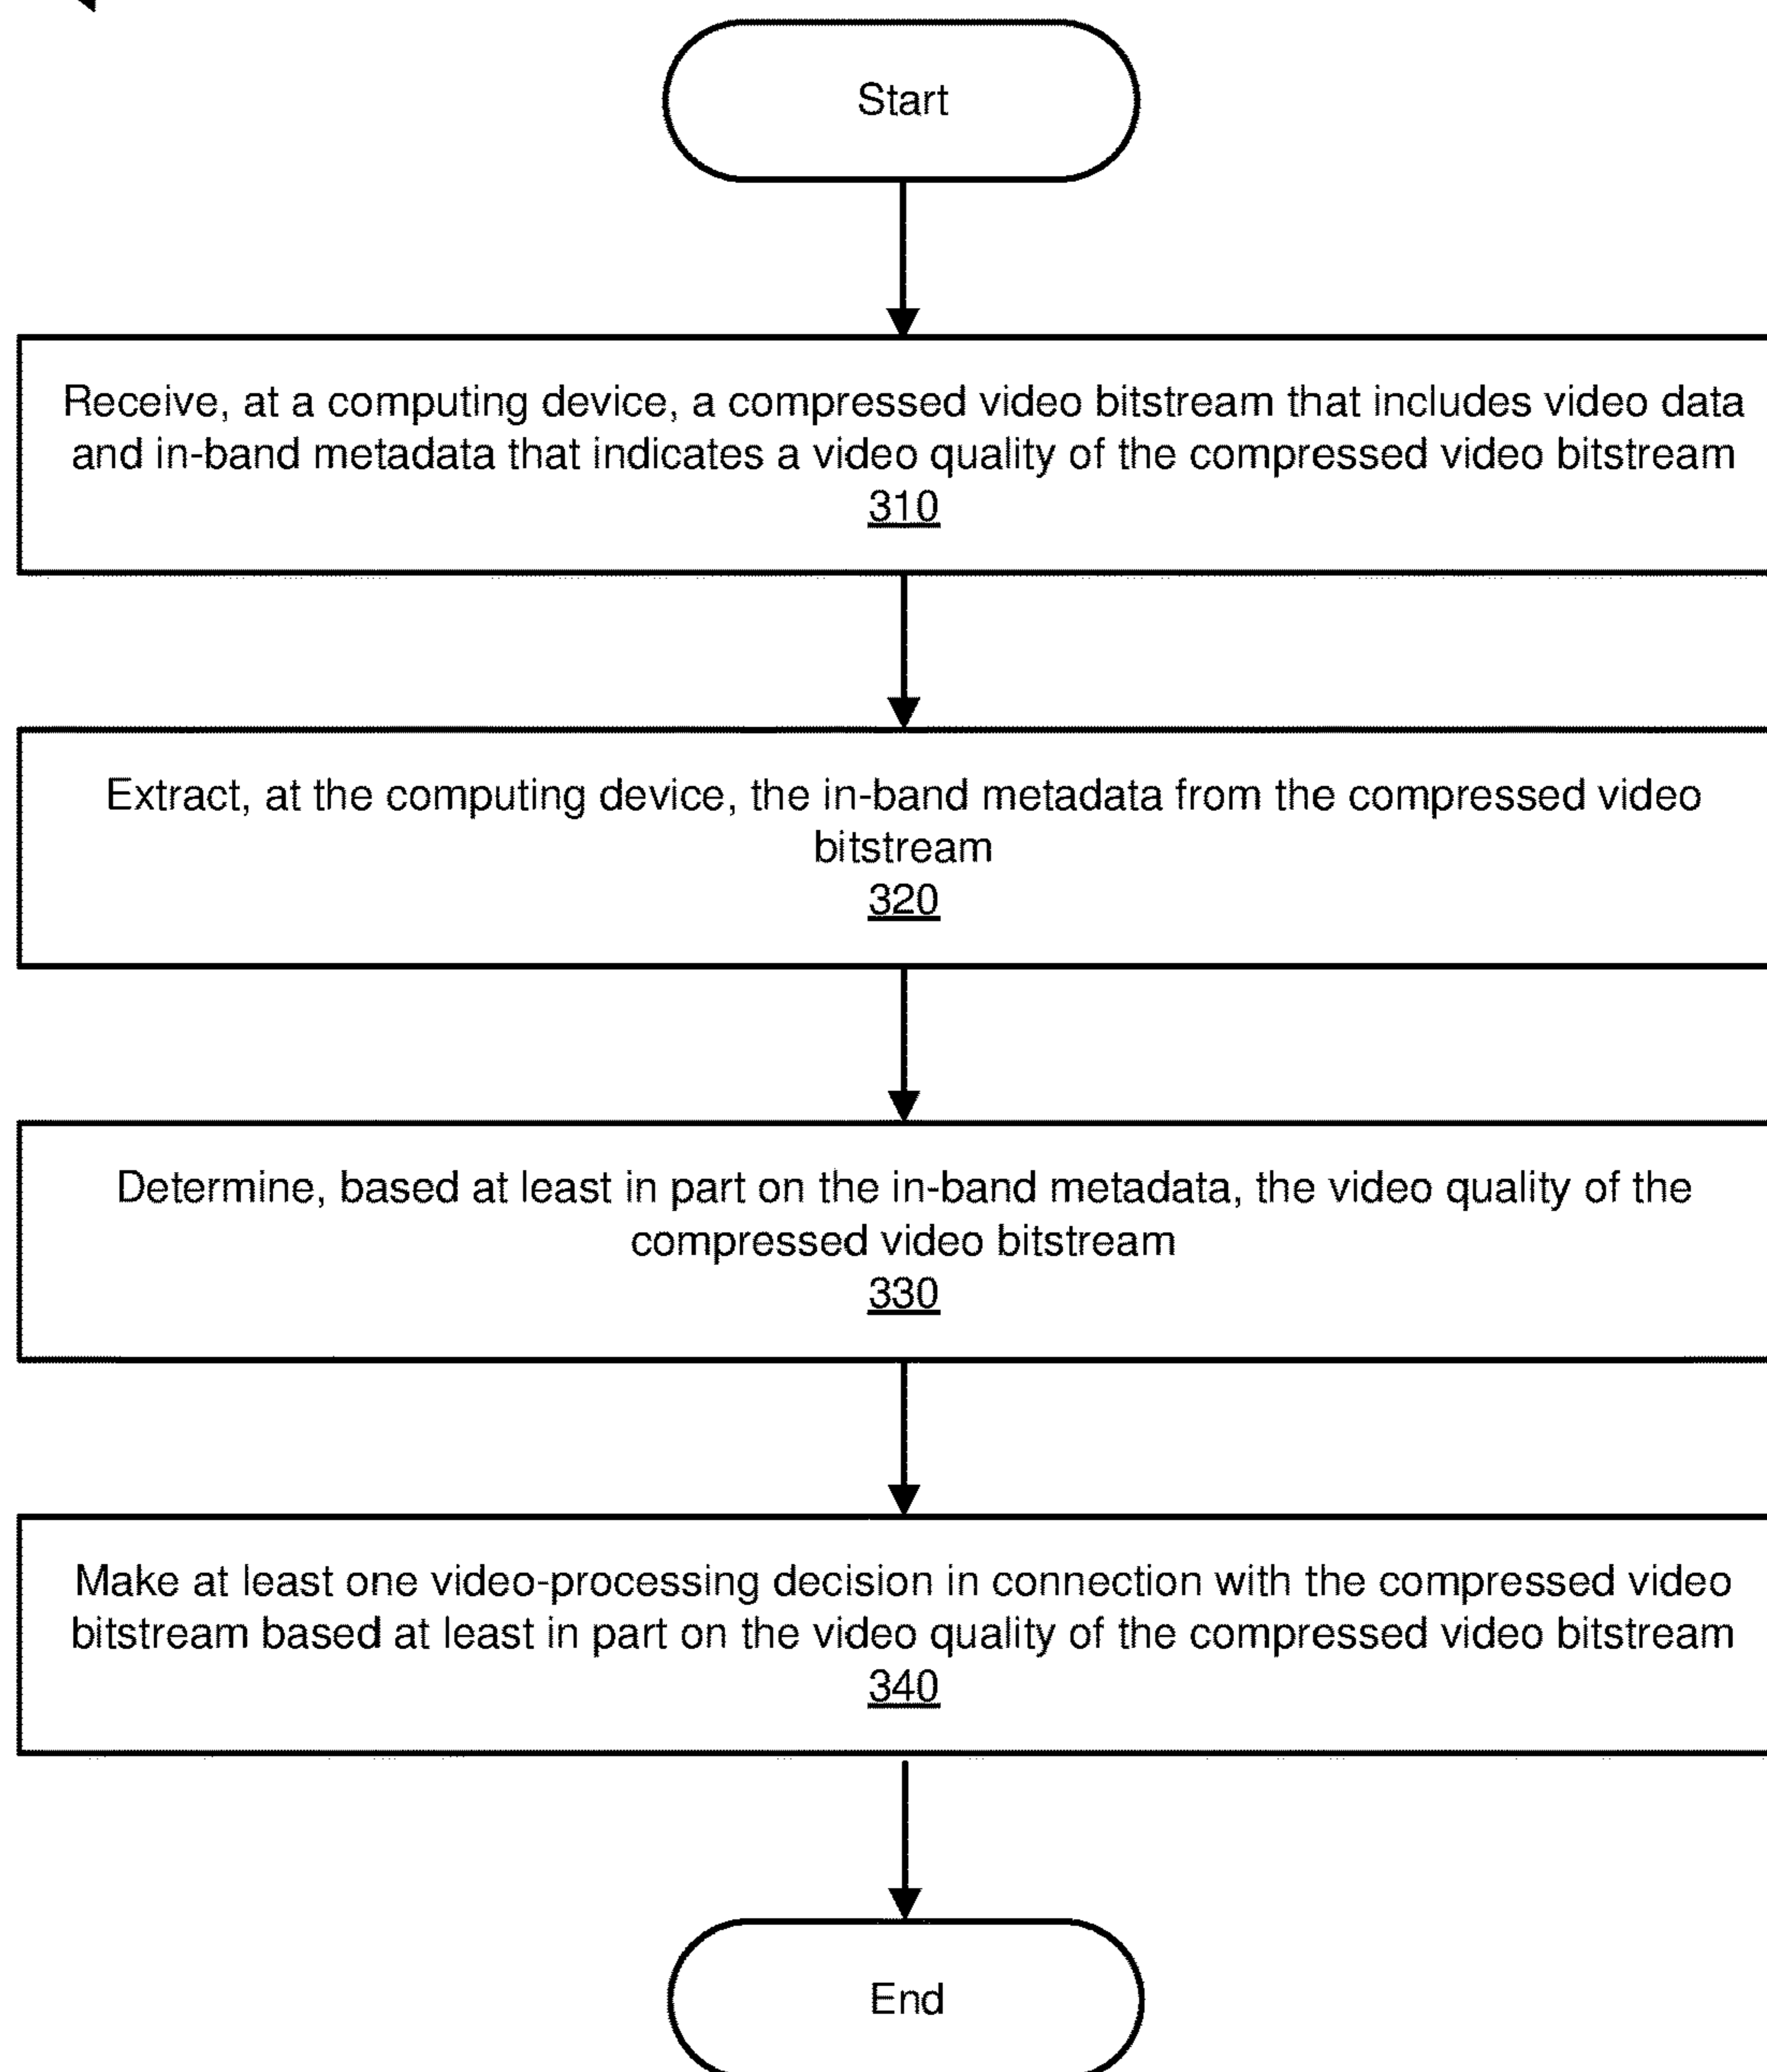 Start
Receive, at a computing device, a compressed video bitstream that includes video data
and in-band metadata that indicates a video quality of the compressed video bitstream
310
Extract, at the computing device, the in-band metadata from the compressed video
bitstream
320
Determine, based at least in part on the in-band metadata, the video quality of the
compressed video bitstream
330
Make at least one video-processing decision in connection with the compressed video
bitstream based at least in part on the video quality of the compressed video bitstream
340
End